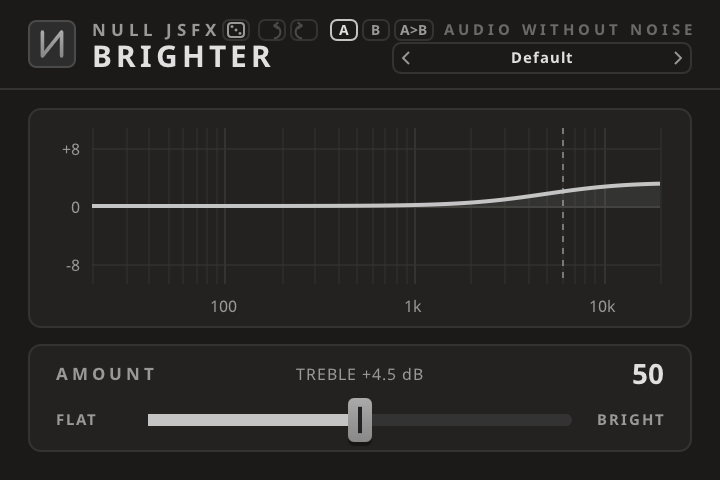 NULL JSFX A B A>B AUDIO WITHOUT NOISE
BRIGHTER Default
+8
0
-8
100 1k 10k
AMOUNT TREBLE +4.5 dB 50
FLAT BRIGHT